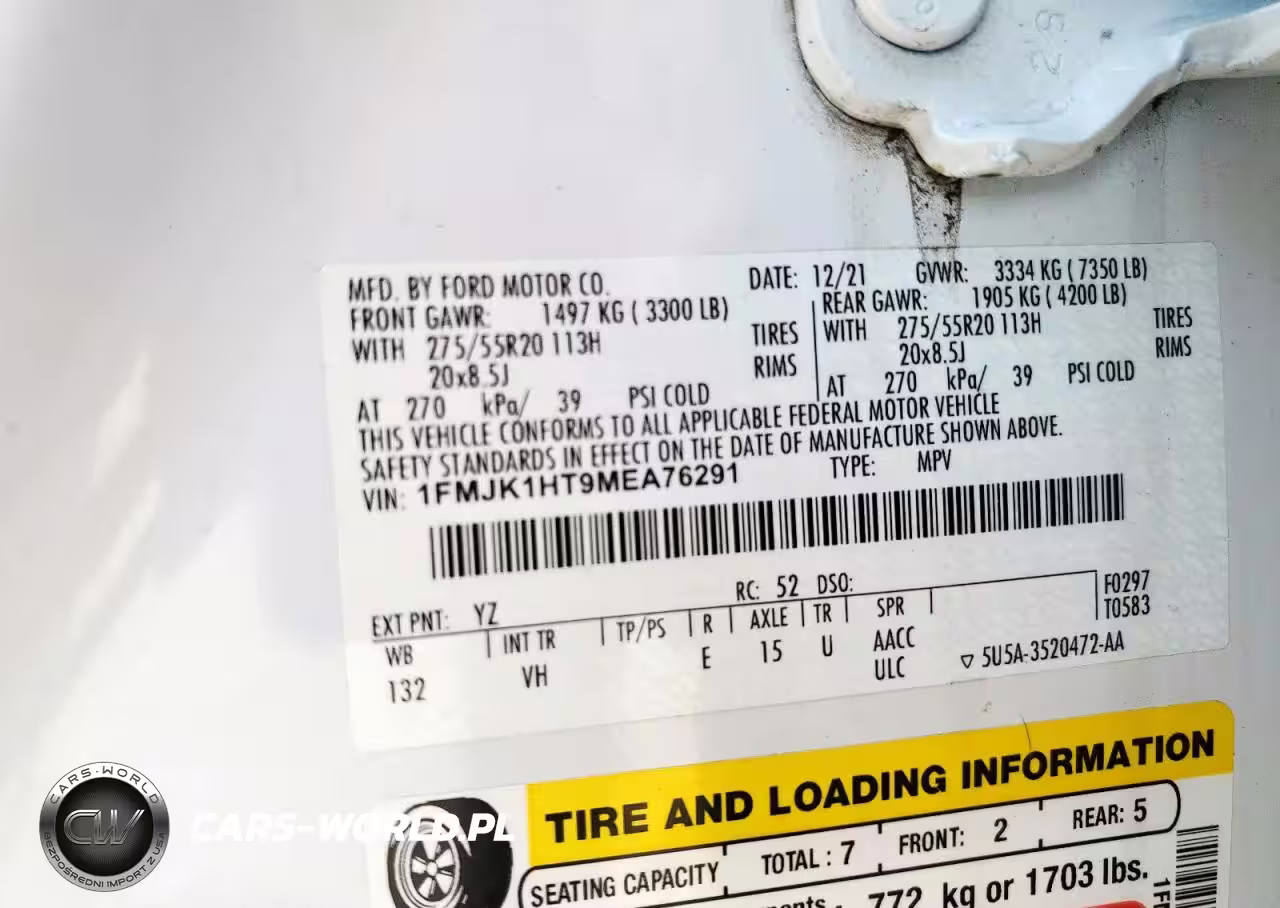 MFD. BY FORD MOTOR CO.
DATE: 12/21
GVWR: 3334 KG ( 7350 LB)
FRONT GAWR: 1497 KG ( 3300 LB)
REAR GAWR: 1905 KG ( 4200 LB)
WITH 275/55R20 113H TIRES
WITH 275/55R20 113H TIRES
20x8.5J RIMS
20x8.5J RIMS
AT 270 kPa/ 39 PSI COLD
AT 270 kPa/ 39 PSI COLD
THIS VEHICLE CONFORMS TO ALL APPLICABLE FEDERAL MOTOR VEHICLE
SAFETY STANDARDS IN EFFECT ON THE DATE OF MANUFACTURE SHOWN ABOVE.
VIN: 1FMJK1HT9MEA76291
TYPE: MPV
EXT PNT: YZ
RC: 52 DSO:
F0297
T0583
WB INT TR TP/PS R AXLE TR SPR
132 VH E 15 U AACC
ULC
▽ 5U5A-3520472-AA
TIRE AND LOADING INFORMATION
SEATING CAPACITY TOTAL : 7 FRONT: 2 REAR: 5
772 kg or 1703 lbs.
CARS-WORLD
CW
BEZPOŚREDNI IMPORT Z USA
CARS-WORLD.PL